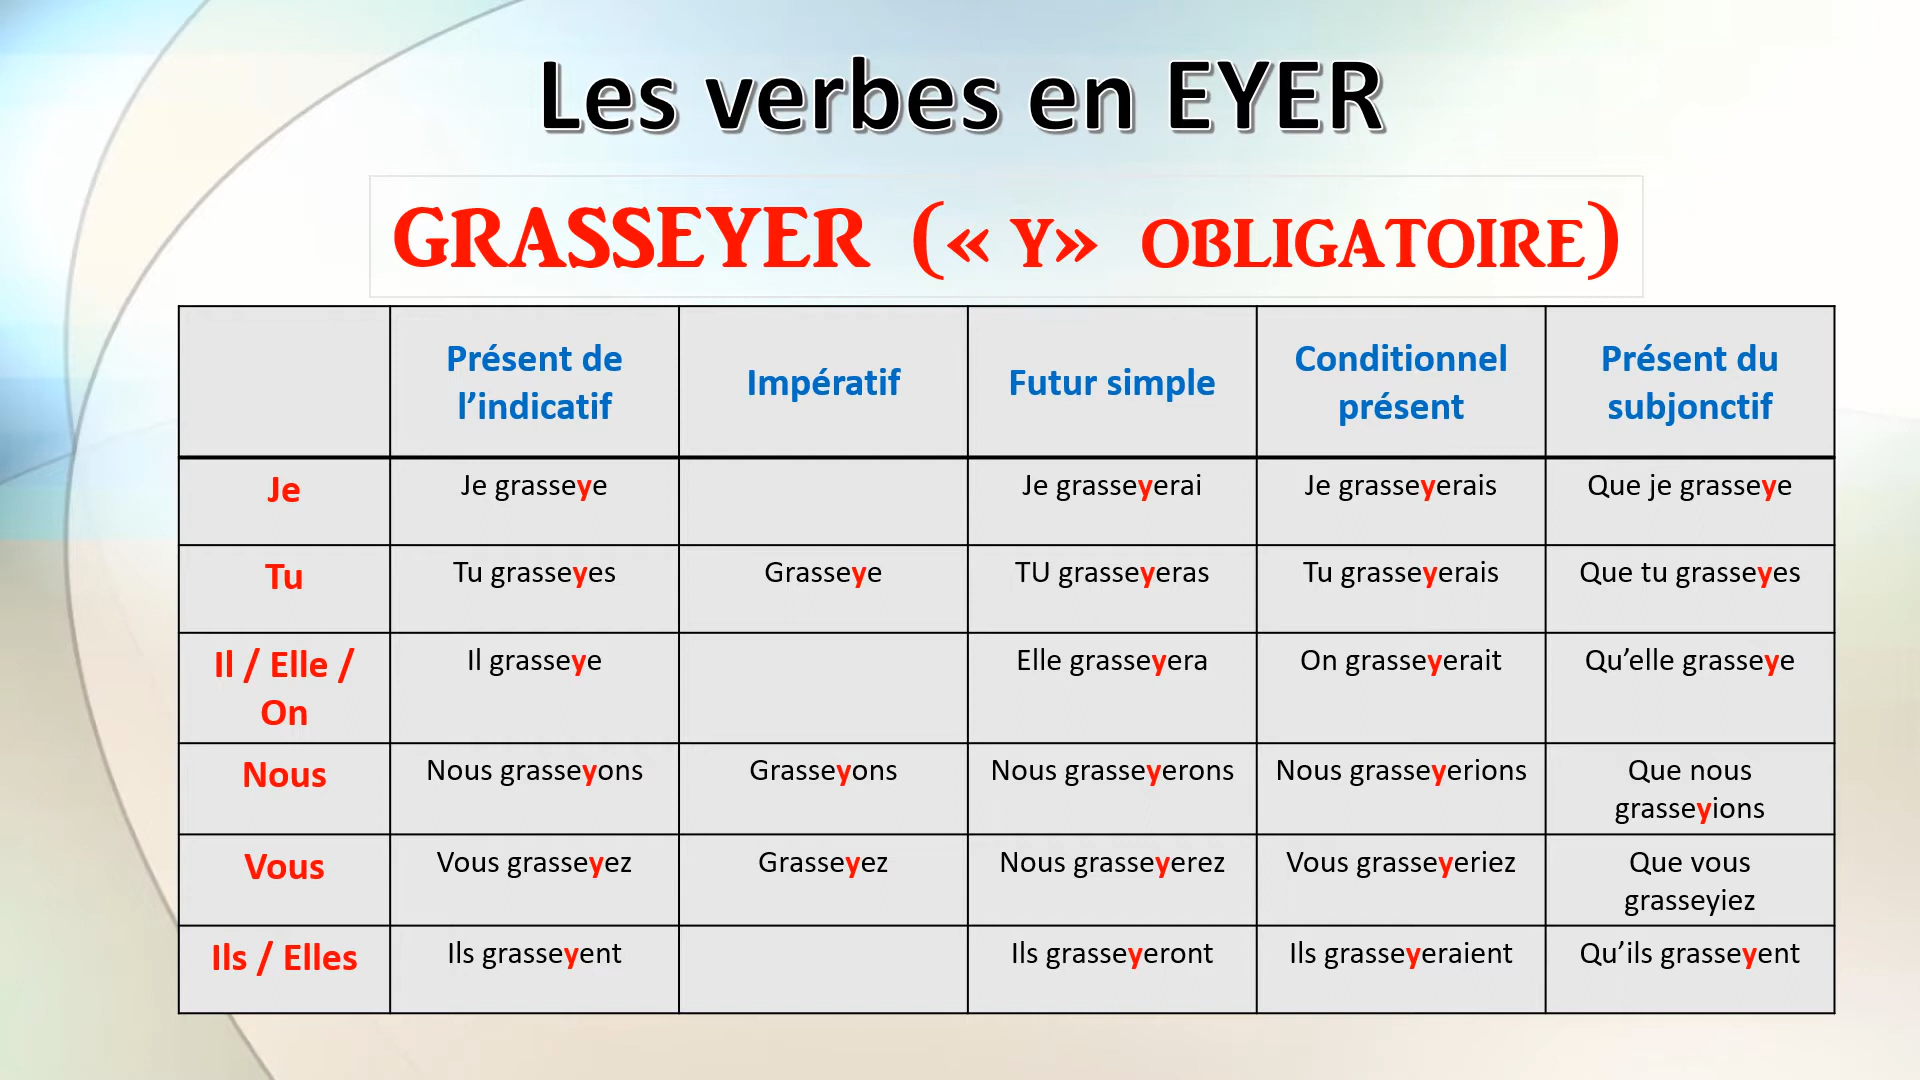 Les verbes en EYER
GRASSEYER (« Y» OBLIGATOIRE)
Présent de l’indicatif Impératif Futur simple Conditionnel présent Présent du subjonctif
Je Je grasseye Je grasseyerai Je grasseyerais Que je grasseye
Tu Tu grasseyes Grasseye TU grasseyeras Tu grasseyerais Que tu grasseyes
Il / Elle / On Il grasseye Elle grasseyera On grasseyerait Qu’elle grasseye
Nous Nous grasseyons Grasseyons Nous grasseyerons Nous grasseyerions Que nous grasseyions
Vous Vous grasseyez Grasseyez Nous grasseyerez Vous grasseyeriez Que vous grasseyiez
Ils / Elles Ils grasseyent Ils grasseyeront Ils grasseyeraient Qu’ils grasseyent